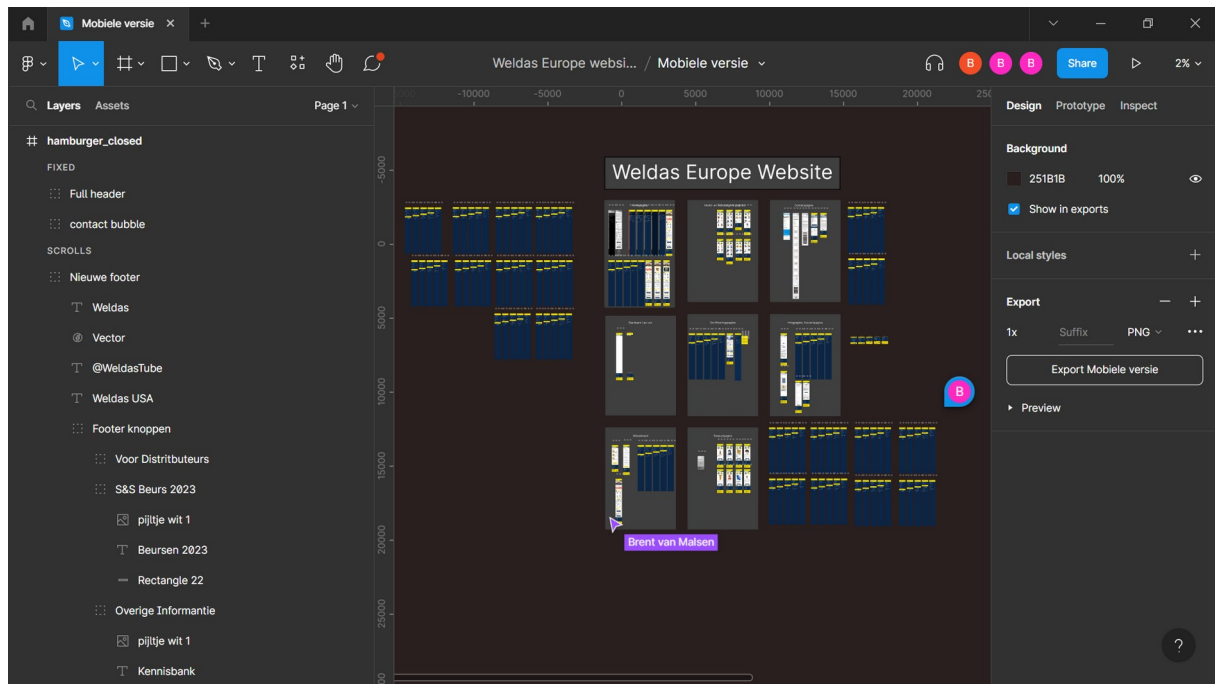 Mobiele versie
Weldas Europe websi... / Mobiele versie
B B B Share 2%
Layers Assets Page 1
-10000 -5000 0 5000 10000 15000 20000
Design Prototype Inspect
hamburger_closed
FIXED
Full header
contact bubble
SCROLLS
Nieuwe footer
Weldas
Vector
@WeldasTube
Weldas USA
Footer knoppen
Voor Distritbuteurs
S&S Beurs 2023
pijltje wit 1
Beursen 2023
Rectangle 22
Overige Informantie
pijltje wit 1
Kennisbank
-5000
0
5000
10000
15000
20000
25000
Weldas Europe Website
B
Brent van Malsen
Background
251B1B 100%
Show in exports
Local styles
Export
1x Suffix PNG
Export Mobiele versie
Preview
?